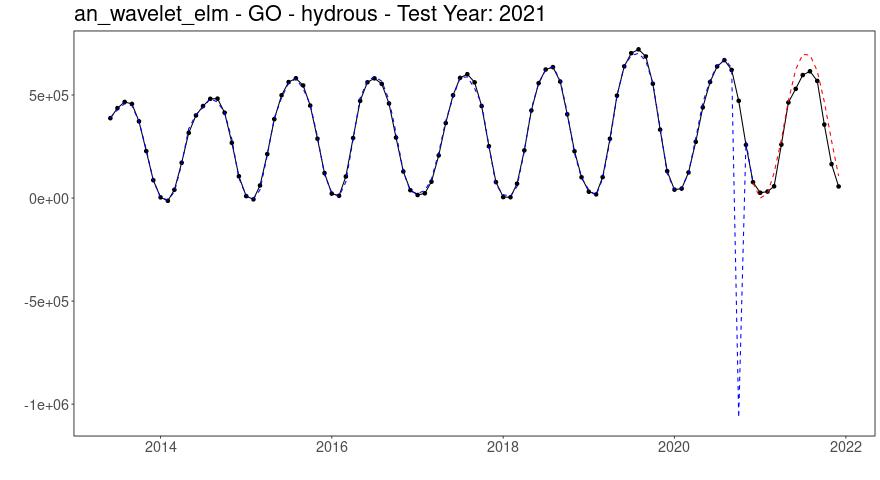 an_wavelet_elm - GO - hydrous - Test Year: 2021
5e+05
0e+00
-5e+05
-1e+06
2014 2016 2018 2020 2022